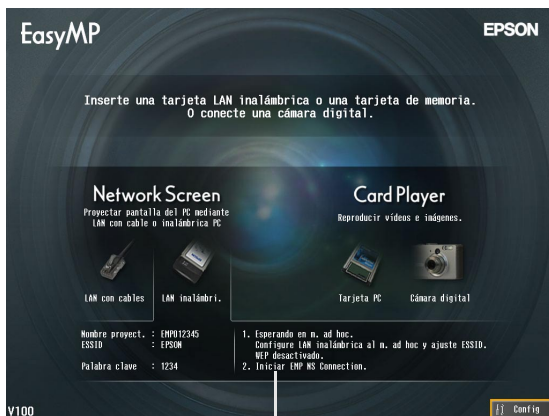 EasyMP
EPSON
Inserte una tarjeta LAN inalámbrica o una tarjeta de memoria.
O conecte una cámara digital.
Network Screen
Proyectar pantalla del PC mediante
LAN con cable o inalámbrica PC
LAN con cables
LAN inalámbri.
Card Player
Reproducir vídeos e imágenes.
Tarjeta PC
Cámara digital
Nombre proyect. : EMP012345
ESSID : EPSON
Palabra clave : 1234
1. Esperando en m. ad hoc.
Configure LAN inalámbrica al m. ad hoc y ajuste ESSID.
WEP desactivado.
2. Iniciar EMP NS Connection.
V100
Config